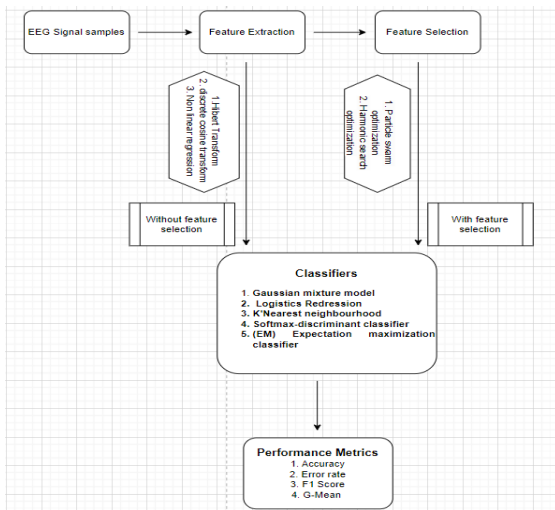 EEG Signal samples
Feature Extraction
Feature Selection
1.Hibert Transform
2. discrete cosine transform
3. Non linear regression
1. Particle swarm
optimization
2. Harmonic search
optimization
Without feature
selection
With feature
selection
Classifiers
1. Gaussian mixture model
2. Logistics Redression
3. K'Nearest neighbourhood
4. Softmax-discriminant classifier
5. (EM) Expectation maximization
classifier
Performance Metrics
1. Accuracy
2. Error rate
3. F1 Score
4. G-Mean